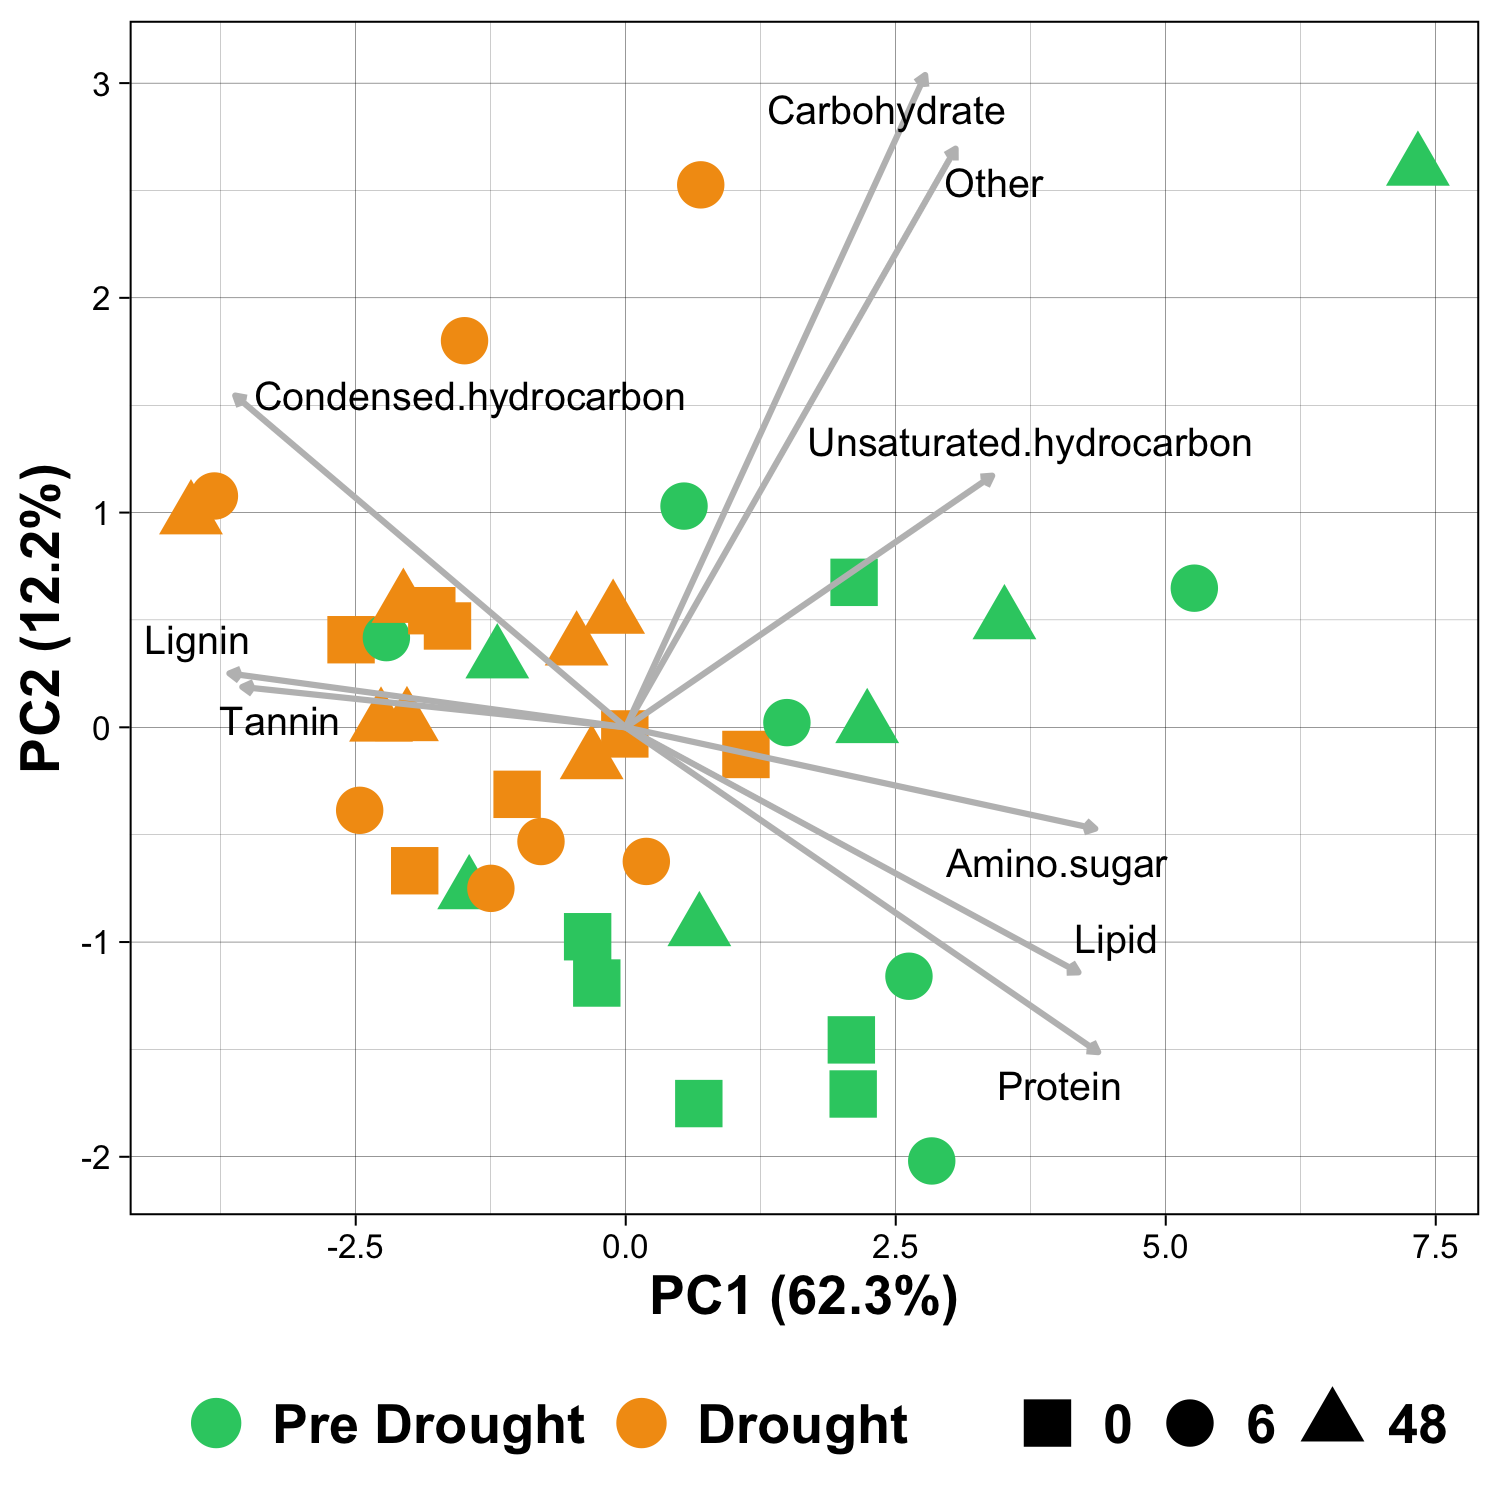 3
Carbohydrate
Other
2
Condensed.hydrocarbon
Unsaturated.hydrocarbon
1
Lignin
Tannin
0
Amino.sugar
Lipid
-1
Protein
-2
PC2 (12.2%)
-2.5 0.0 2.5 5.0 7.5
PC1 (62.3%)
Pre Drought Drought 0 6 48